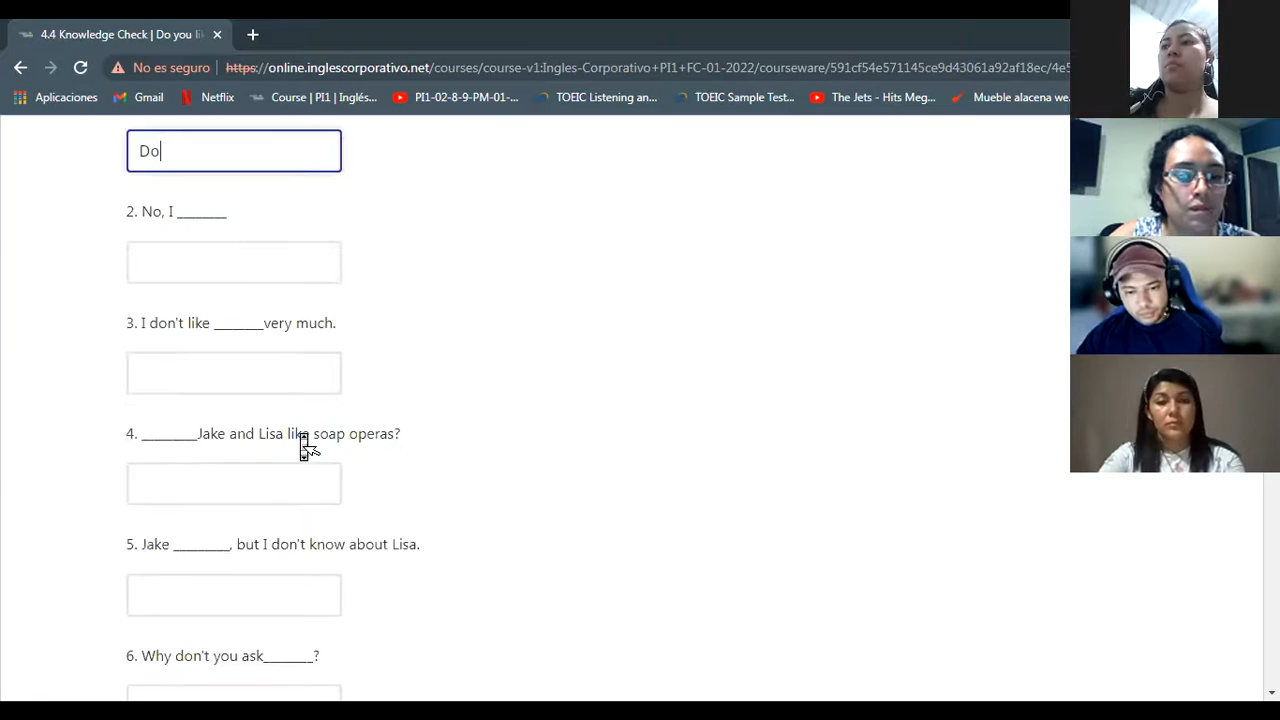 4.4 Knowledge Check | Do you li
No es seguro
https://online.inglescorporativo.net/courses/course-v1:Ingles-Corporativo+PI1+FC-01-2022/courseware/591cf54e571145ce9d43061a92af18ec/4e5
Aplicaciones
Gmail
Netflix
Course | PI1 | Inglés...
PI1-02-8-9-PM-01-...
TOEIC Listening an...
TOEIC Sample Test...
The Jets - Hits Meg...
Mueble alacena we...
Do
2. No, I ________
3. I don't like ________very much.
4. _________Jake and Lisa like soap operas?
5. Jake _________, but I don't know about Lisa.
6. Why don't you ask________?